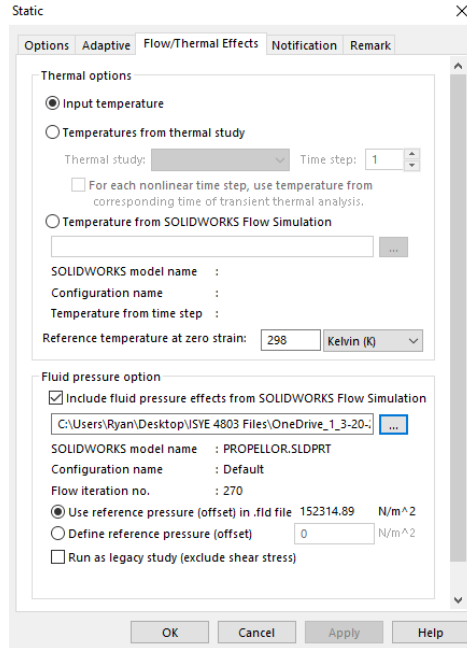 Static
Options Adaptive Flow/Thermal Effects Notification Remark
Thermal options
Input temperature
Temperatures from thermal study
Thermal study: Time step: 1
For each nonlinear time step, use temperature from
corresponding time of transient thermal analysis.
Temperature from SOLIDWORKS Flow Simulation
...
SOLIDWORKS model name :
Configuration name :
Temperature from time step :
Reference temperature at zero strain: 298 Kelvin (K)
Fluid pressure option
Include fluid pressure effects from SOLIDWORKS Flow Simulation
C:\Users\Ryan\Desktop\ISYE 4803 Files\OneDrive_1_3-20-2 ...
SOLIDWORKS model name : PROPELLOR.SLDPRT
Configuration name : Default
Flow iteration no. : 270
Use reference pressure (offset) in .fld file 152314.89 N/m^2
Define reference pressure (offset) 0 N/m^2
Run as legacy study (exclude shear stress)
OK Cancel Apply Help